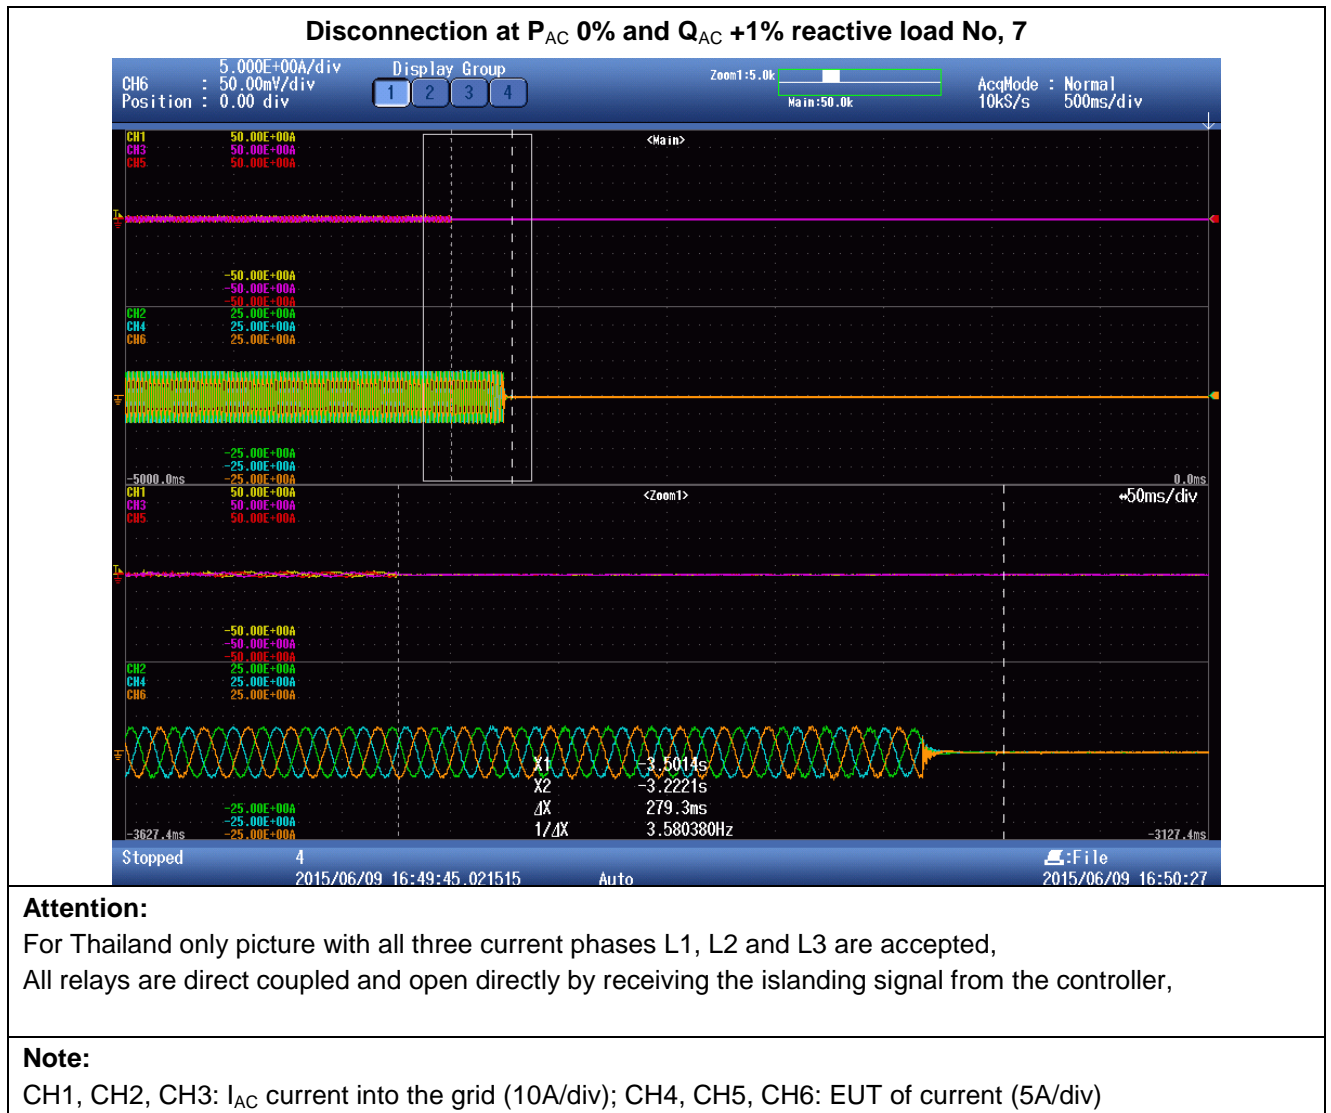 Disconnection at PAC 0% and QAC +1% reactive load No, 7
5.000E+00A/div
CH6 : 50.00mV/div
Position : 0.00 div
Display Group
1 2 3 4
Zoom1:5.0k
Main:50.0k
AcqMode : Normal
10kS/s 500ms/div
CH1 50.00E+00A
CH3 50.00E+00A
CH5 50.00E+00A
<Main>
-50.00E+00A
-50.00E+00A
-50.00E+00A
CH2 25.00E+00A
CH4 25.00E+00A
CH6 25.00E+00A
-25.00E+00A
-25.00E+00A
-5000.0ms -25.00E+00A 0.0ms
CH1 50.00E+00A
CH3 50.00E+00A
CH5 50.00E+00A
<Zoom1>
50ms/div
-50.00E+00A
-50.00E+00A
-50.00E+00A
CH2 25.00E+00A
CH4 25.00E+00A
CH6 25.00E+00A
X1 -3.5014s
X2 -3.2221s
ΔX 279.3ms
1/ΔX 3.580380Hz
-25.00E+00A
-25.00E+00A
-3627.4ms -25.00E+00A -3127.4ms
Stopped 4 :File
2015/06/09 16:49:45.021515 Auto 2015/06/09 16:50:27
Attention:
For Thailand only picture with all three current phases L1, L2 and L3 are accepted,
All relays are direct coupled and open directly by receiving the islanding signal from the controller,
Note:
CH1, CH2, CH3: IAC current into the grid (10A/div); CH4, CH5, CH6: EUT of current (5A/div)